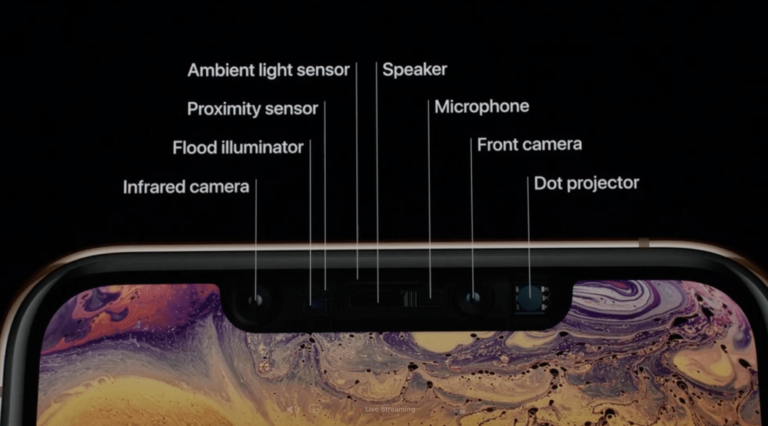 Ambient light sensor
Speaker
Proximity sensor
Microphone
Flood illuminator
Front camera
Infrared camera
Dot projector
Live Streaming